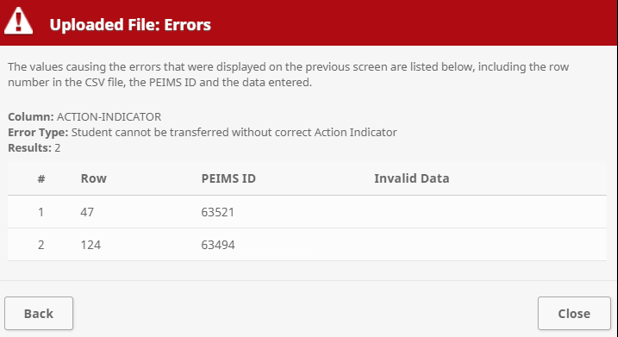 Uploaded File: Errors
The values causing the errors that were displayed on the previous screen are listed below, including the row
number in the CSV file, the PEIMS ID and the data entered.
Column: ACTION-INDICATOR
Error Type: Student cannot be transferred without correct Action Indicator
Results: 2
# Row PEIMS ID Invalid Data
1 47 63521
2 124 63494
Back Close